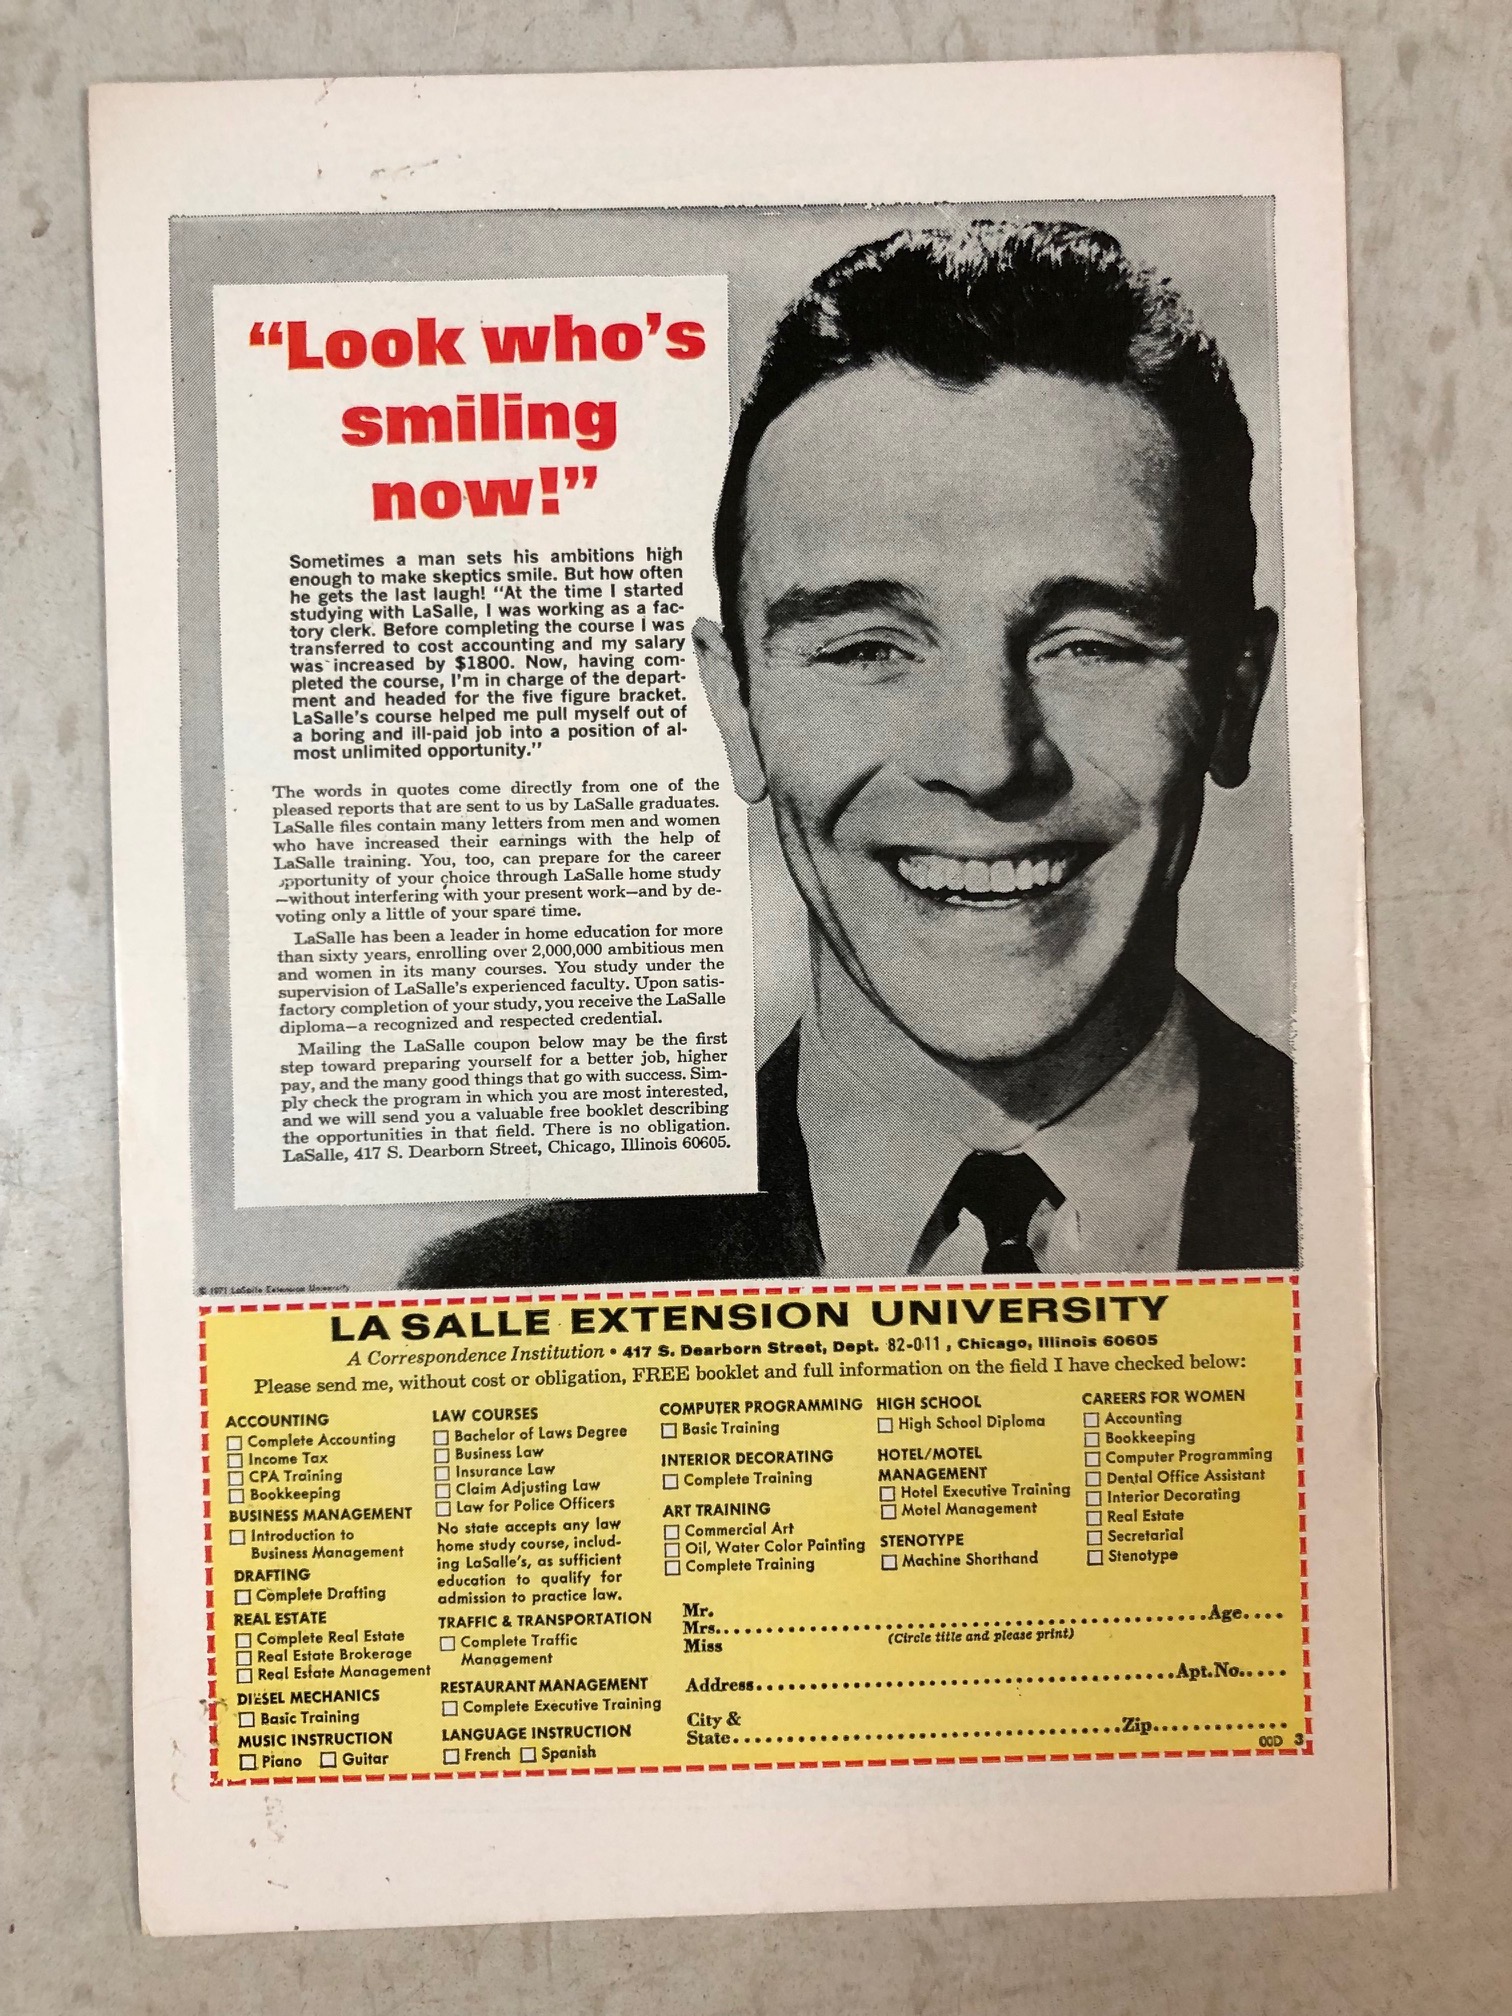 “Look who’s
smiling
now!”
Sometimes a man sets his ambitions high
enough to make skeptics smile. But how often
he gets the last laugh! “At the time I started
studying with LaSalle, I was working as a fac-
tory clerk. Before completing the course I was
transferred to cost accounting and my salary
was increased by $1800. Now, having com-
pleted the course, I’m in charge of the depart-
ment and headed for the five figure bracket.
LaSalle’s course helped me pull myself out of
a boring and ill-paid job into a position of al-
most unlimited opportunity.”
The words in quotes come directly from one of the
pleased reports that are sent to us by LaSalle graduates.
LaSalle files contain many letters from men and women
who have increased their earnings with the help of
LaSalle training. You, too, can prepare for the career
opportunity of your choice through LaSalle home study
—without interfering with your present work—and by de-
voting only a little of your spare time.
LaSalle has been a leader in home education for more
than sixty years, enrolling over 2,000,000 ambitious men
and women in its many courses. You study under the
supervision of LaSalle’s experienced faculty. Upon satis-
factory completion of your study, you receive the LaSalle
diploma—a recognized and respected credential.
Mailing the LaSalle coupon below may be the first
step toward preparing yourself for a better job, higher
pay, and the many good things that go with success. Sim-
ply check the program in which you are most interested,
and we will send you a valuable free booklet describing
the opportunities in that field. There is no obligation.
LaSalle, 417 S. Dearborn Street, Chicago, Illinois 60605.
© 1971 LaSalle Extension University
LA SALLE EXTENSION UNIVERSITY
A Correspondence Institution • 417 S. Dearborn Street, Dept. 82-011, Chicago, Illinois 60605
Please send me, without cost or obligation, FREE booklet and full information on the field I have checked below:
ACCOUNTING
Complete Accounting
Income Tax
CPA Training
Bookkeeping
BUSINESS MANAGEMENT
Introduction to
Business Management
DRAFTING
Complete Drafting
REAL ESTATE
Complete Real Estate
Real Estate Brokerage
Real Estate Management
DIESEL MECHANICS
Basic Training
MUSIC INSTRUCTION
Piano Guitar
LAW COURSES
Bachelor of Laws Degree
Business Law
Insurance Law
Claim Adjusting Law
Law for Police Officers
No state accepts any law
home study course, includ-
ing LaSalle’s, as sufficient
education to qualify for
admission to practice law.
TRAFFIC & TRANSPORTATION
Complete Traffic
Management
RESTAURANT MANAGEMENT
Complete Executive Training
LANGUAGE INSTRUCTION
French Spanish
COMPUTER PROGRAMMING
Basic Training
INTERIOR DECORATING
Complete Training
ART TRAINING
Commercial Art
Oil, Water Color Painting
Complete Training
HIGH SCHOOL
High School Diploma
HOTEL/MOTEL
MANAGEMENT
Hotel Executive Training
Motel Management
STENOTYPE
Machine Shorthand
CAREERS FOR WOMEN
Accounting
Bookkeeping
Computer Programming
Dental Office Assistant
Interior Decorating
Real Estate
Secretarial
Stenotype
Mr.
Mrs. Age
Miss (Circle title and please print)
Address Apt. No.
City &
State Zip
00D 3